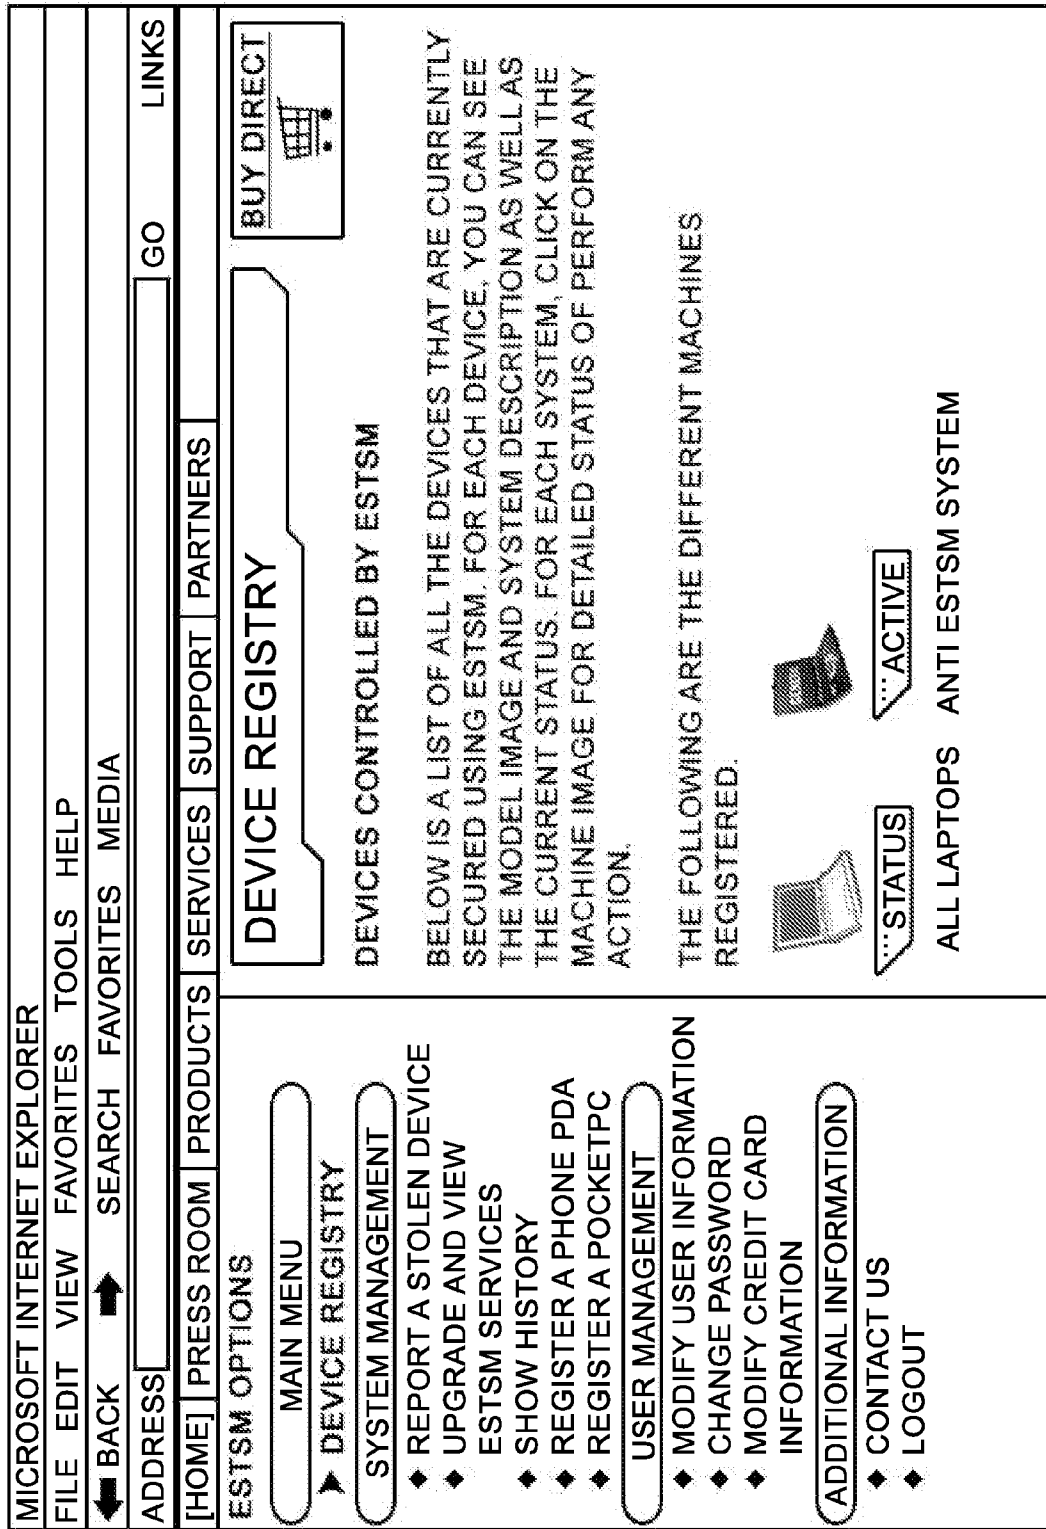 MICROSOFT INTERNET EXPLORER
FILE EDIT VIEW FAVORITES TOOLS HELP
BACK SEARCH FAVORITES MEDIA
ADDRESS GO LINKS
[HOME] PRESS ROOM PRODUCTS SERVICES SUPPORT PARTNERS
ESTSM OPTIONS
MAIN MENU
DEVICE REGISTRY
SYSTEM MANAGEMENT
REPORT A STOLEN DEVICE
UPGRADE AND VIEW
ESTSM SERVICES
SHOW HISTORY
REGISTER A PHONE PDA
REGISTER A POCKETPC
USER MANAGEMENT
MODIFY USER INFORMATION
CHANGE PASSWORD
MODIFY CREDIT CARD
INFORMATION
ADDITIONAL INFORMATION
CONTACT US
LOGOUT
DEVICE REGISTRY
BUY DIRECT
DEVICES CONTROLLED BY ESTSM
BELOW IS A LIST OF ALL THE DEVICES THAT ARE CURRENTLY
SECURED USING ESTSM. FOR EACH DEVICE, YOU CAN SEE
THE MODEL IMAGE AND SYSTEM DESCRIPTION AS WELL AS
THE CURRENT STATUS. FOR EACH SYSTEM, CLICK ON THE
MACHINE IMAGE FOR DETAILED STATUS OF PERFORM ANY
ACTION.
THE FOLLOWING ARE THE DIFFERENT MACHINES
REGISTERED.
...STATUS ...ACTIVE
ALL LAPTOPS ANTI ESTSM SYSTEM